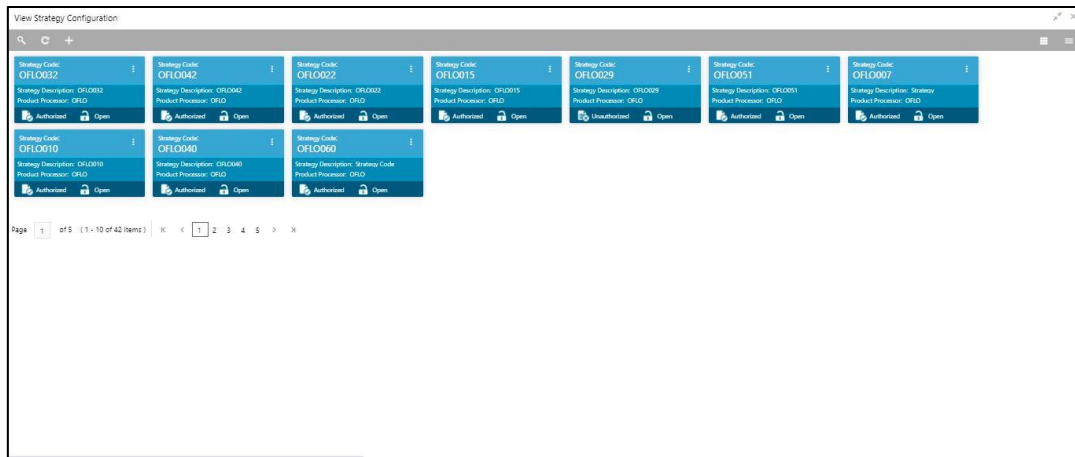 View Strategy Configuration
Strategy Code:
OFLO032
Strategy Description: OFLO032
Product Processor: OFLO
Authorized Open
Strategy Code:
OFLO042
Strategy Description: OFLO042
Product Processor: OFLO
Authorized Open
Strategy Code:
OFLO022
Strategy Description: OFLO022
Product Processor: OFLO
Authorized Open
Strategy Code:
OFLO015
Strategy Description: OFLO015
Product Processor: OFLO
Authorized Open
Strategy Code:
OFLO029
Strategy Description: OFLO029
Product Processor: OFLO
Unauthorized Open
Strategy Code:
OFLO051
Strategy Description: OFLO051
Product Processor: OFLO
Authorized Open
Strategy Code:
OFLO007
Strategy Description: Strategy
Product Processor: OFLO
Authorized Open
Strategy Code:
OFLO010
Strategy Description: OFLO010
Product Processor: OFLO
Authorized Open
Strategy Code:
OFLO040
Strategy Description: OFLO040
Product Processor: OFLO
Authorized Open
Strategy Code:
OFLO060
Strategy Description: Strategy Code
Product Processor: OFLO
Authorized Open
Page 1 of 5 (1 - 10 of 42 items) 1 2 3 4 5